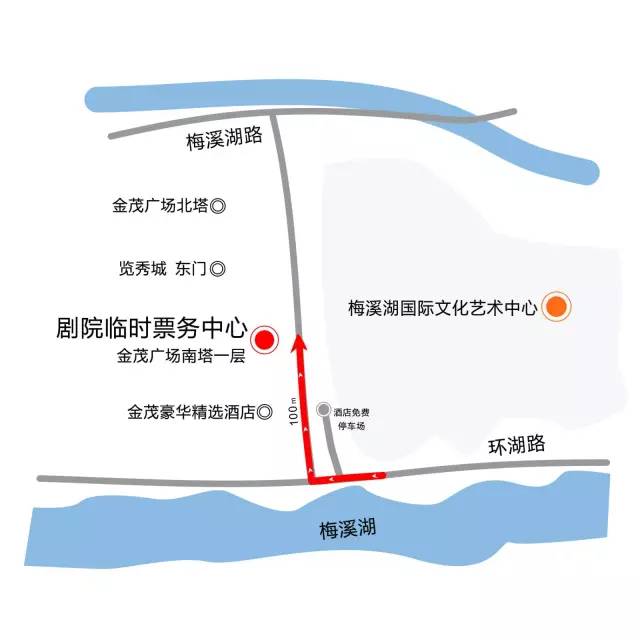 梅溪湖路
金茂广场北塔
览秀城 东门
梅溪湖国际文化艺术中心
剧院临时票务中心
金茂广场南塔一层
金茂豪华精选酒店
100m
酒店免费
停车场
环湖路
梅溪湖